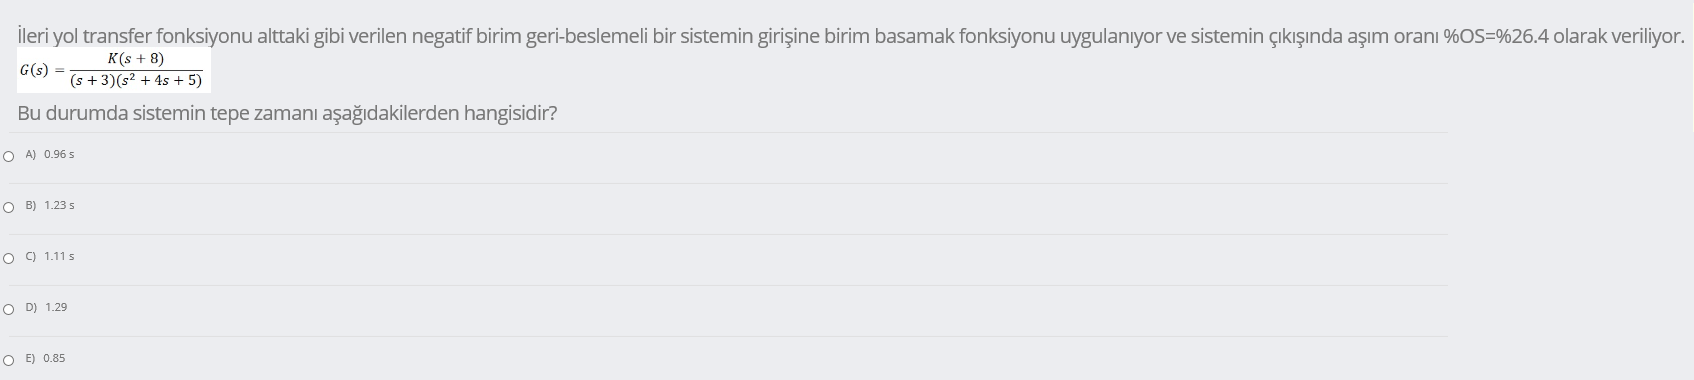 İleri yol transfer fonksiyonu alttaki gibi verilen negatif birim geri-beslemeli bir sistemin girişine birim basamak fonksiyonu uygulanıyor ve sistemin çıkışında aşım oranı %OS=%26.4 olarak veriliyor.
G(s) = K(s + 8) / (s + 3)(s² + 4s + 5)
Bu durumda sistemin tepe zamanı aşağıdakilerden hangisidir?
A) 0.96 s
B) 1.23 s
C) 1.11 s
D) 1.29
E) 0.85